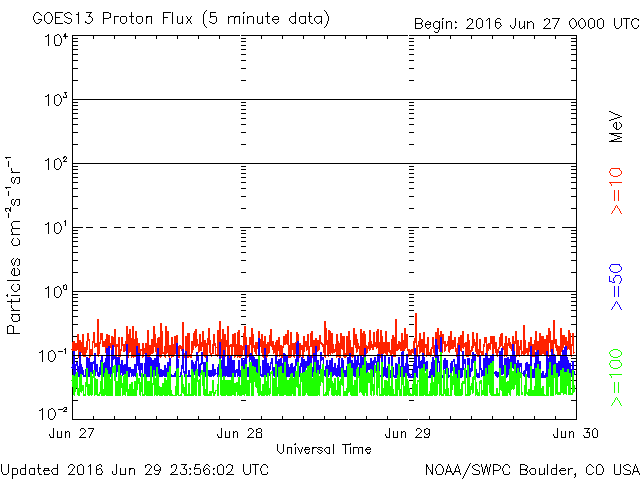 GOES13 Proton Flux (5 minute data)
Begin: 2016 Jun 27 0000 UTC
10⁴
10³
10²
10¹
10⁰
10⁻¹
10⁻²
Particles cm⁻²s⁻¹sr⁻¹
MeV
>=10
>=50
>=100
Jun 27
Jun 28
Jun 29
Jun 30
Universal Time
Updated 2016 Jun 29 23:56:02 UTC
NOAA/SWPC Boulder, CO USA